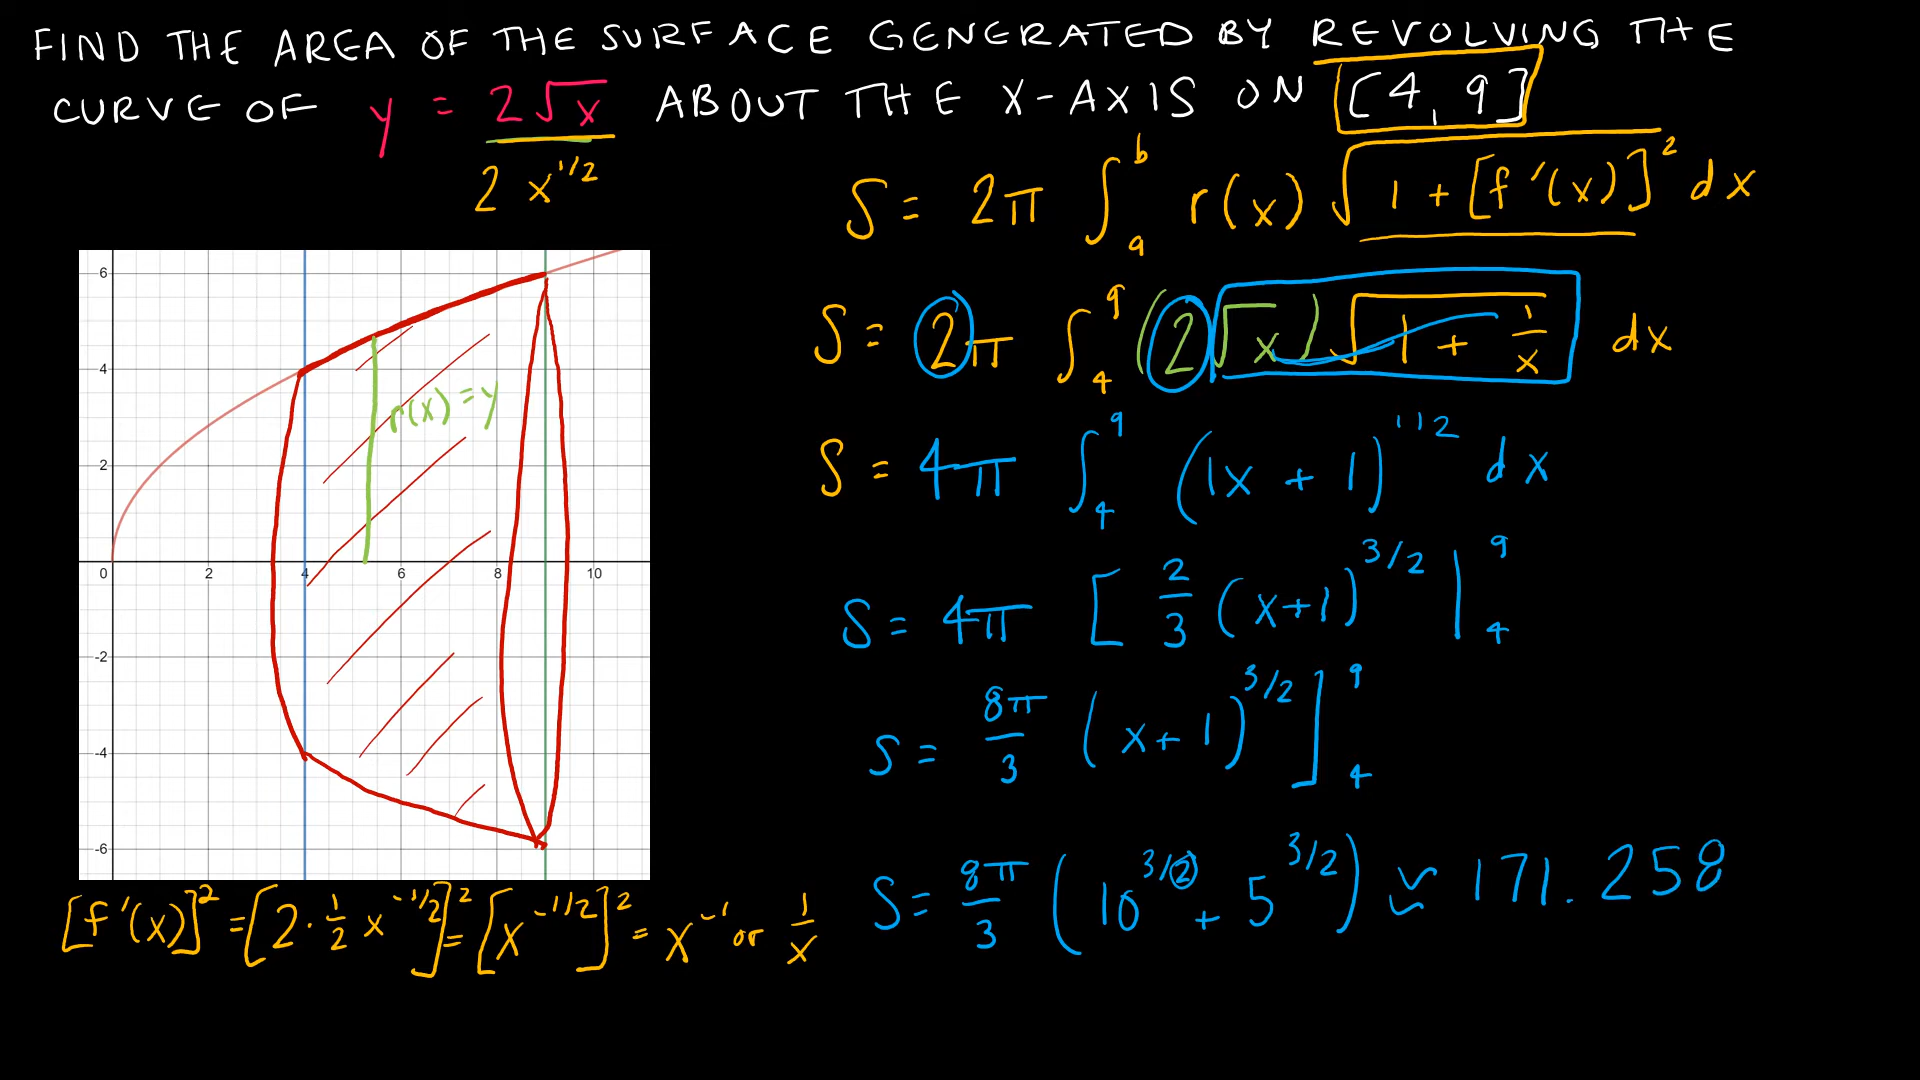 FIND THE AREA OF THE SURFACE GENERATED BY REVOLVING THE
CURVE OF y = 2√x ABOUT THE X-AXIS ON [4, 9]
2 x^1/2
S = 2π ∫_a^b r(x) √(1 + [f'(x)]^2) dx
S = 2π ∫_4^9 (2√x) √(1 + 1/x) dx
S = 4π ∫_4^9 (1x + 1)^1/2 dx
S = 4π [ 2/3 (x+1)^3/2 |_4^9
S = 8π/3 (x+1)^3/2 ]_4^9
S = 8π/3 (10^3/2 + 5^3/2) ≈ 171.258
6
4
2
0
2
4
6
8
10
-2
-4
-6
r(x) = y
[f'(x)]^2 = [2 · 1/2 x^-1/2]^2 = [x^-1/2]^2 = x^-1 or 1/x